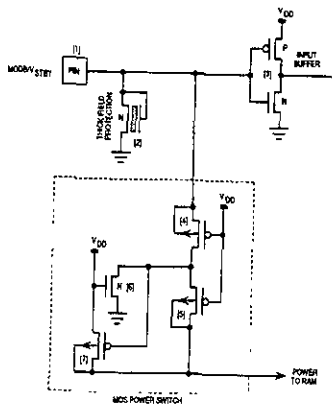 [1]
MODB/VSTBY
PIN
VDD
INPUT
BUFFER
P
[3]
N
THICK FIELD
PROTECTION
N
[2]
VDD
[4]
VDD
N [6]
[5]
[7]
POWER
TO RAM
MOS POWER SWITCH